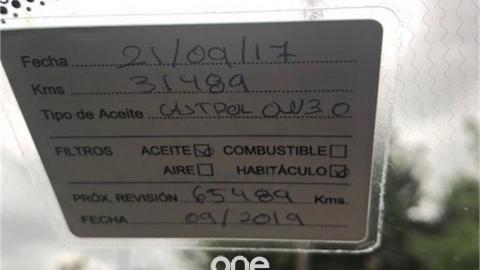 Fecha 21/09/17
Kms 31489
Tipo de Aceite CASTROL 0W30
FILTROS ACEITE ☑ COMBUSTIBLE ☐
AIRE ☐ HABITÁCULO ☑
PRÓX. REVISIÓN 65489 Kms.
FECHA 09/2019
one